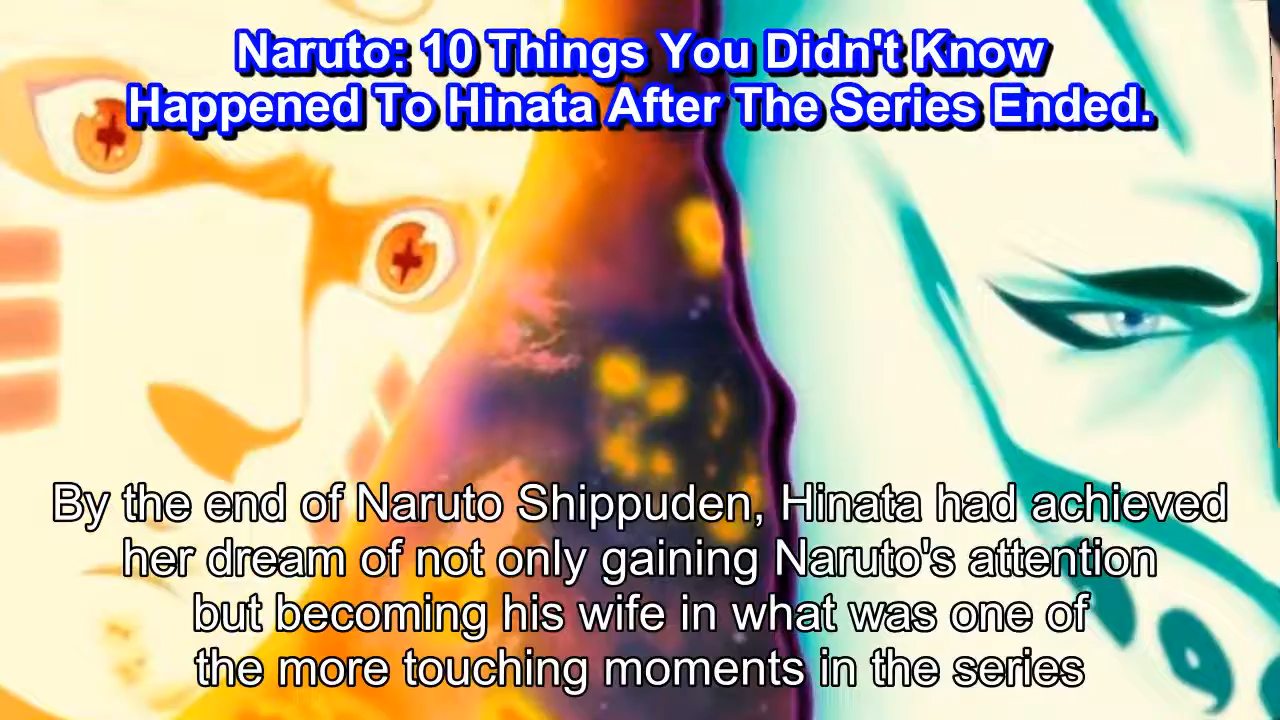 Naruto: 10 Things You Didn't Know
Happened To Hinata After The Series Ended.
By the end of Naruto Shippuden, Hinata had achieved
her dream of not only gaining Naruto's attention
but becoming his wife in what was one of
the more touching moments in the series